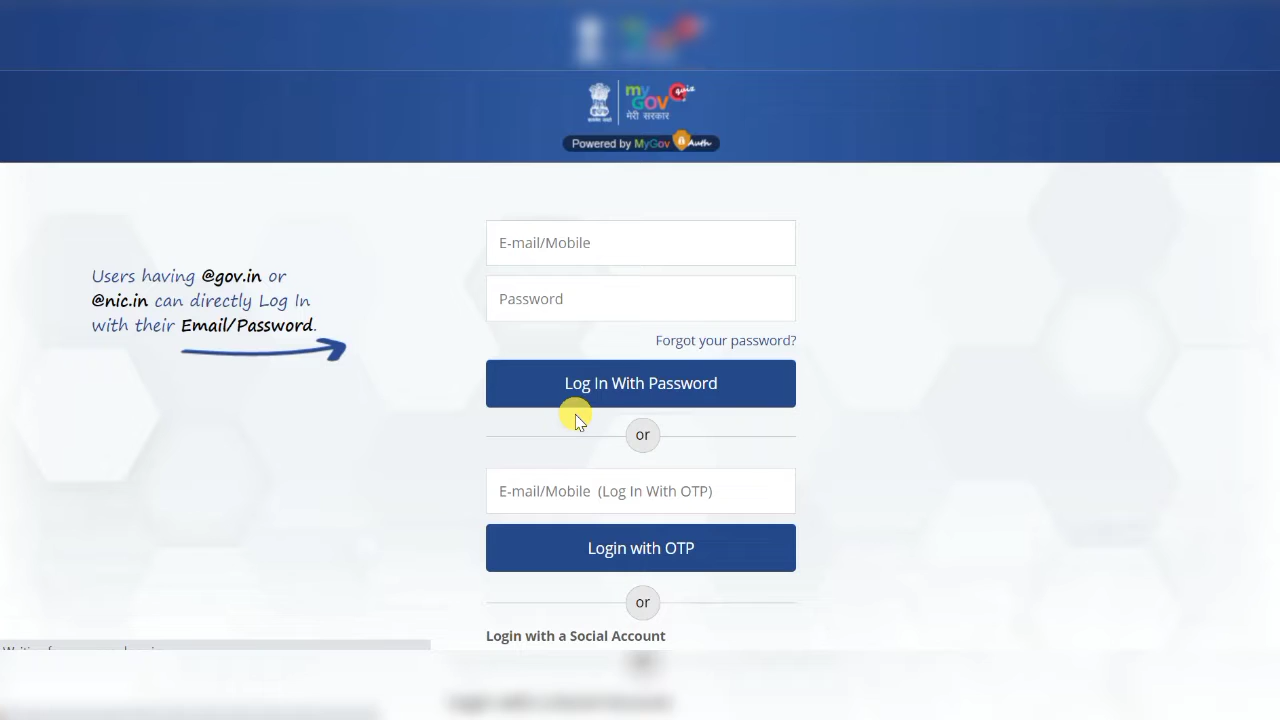 my quiz
GOV
मेरी सरकार
Powered by MyGov Auth
E-mail/Mobile
Users having @gov.in or
@nic.in can directly Log In
with their Email/Password.
Password
Forgot your password?
Log In With Password
or
E-mail/Mobile (Log In With OTP)
Login with OTP
or
Login with a Social Account